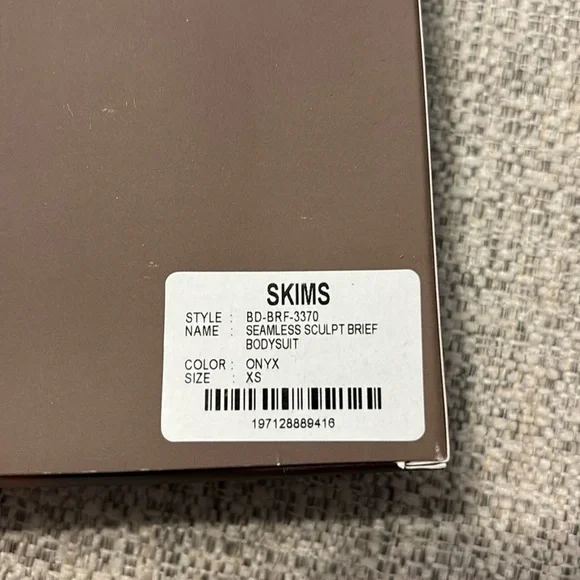 SKIMS
STYLE : BD-BRF-3370
NAME : SEAMLESS SCULPT BRIEF
BODYSUIT
COLOR : ONYX
SIZE : XS
197128889416